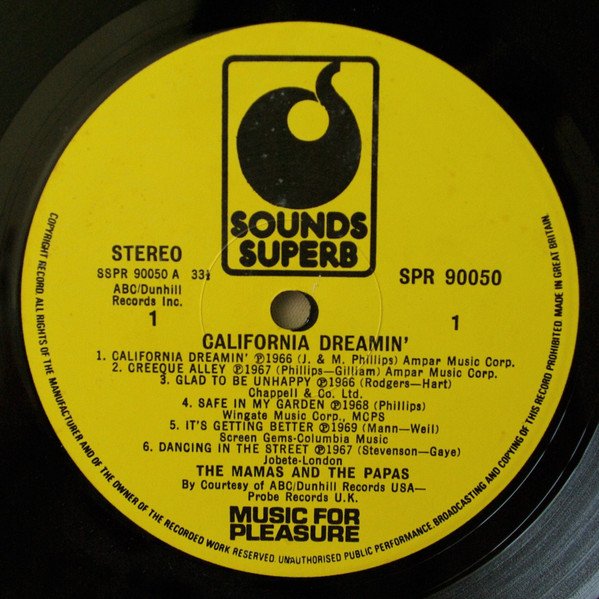 SOUNDS
SUPERB
STEREO
SSPR 90050 A 33⅓
ABC/Dunhill
Records Inc.
1
SPR 90050
1
CALIFORNIA DREAMIN'
1. CALIFORNIA DREAMIN' ℗1966 (J. & M. Phillips) Ampar Music Corp.
2. CREEQUE ALLEY ℗1967 (Phillips—Gilliam) Ampar Music Corp.
3. GLAD TO BE UNHAPPY ℗1966 (Rodgers—Hart)
Chappell & Co. Ltd.
4. SAFE IN MY GARDEN ℗1968 (Phillips)
Wingate Music Corp., MCPS
5. IT'S GETTING BETTER ℗1969 (Mann—Weil)
Screen Gems-Columbia Music
6. DANCING IN THE STREET ℗1967 (Stevenson—Gaye)
Jobete-London
THE MAMAS AND THE PAPAS
By Courtesy of ABC/Dunhill Records USA—
Probe Records U.K.
MUSIC FOR
PLEASURE
COPYRIGHT RECORD. ALL RIGHTS OF THE MANUFACTURER AND OF THE OWNER OF THE RECORDED WORK RESERVED. UNAUTHORISED PUBLIC PERFORMANCE, BROADCASTING AND COPYING OF THIS RECORD PROHIBITED. MADE IN GREAT BRITAIN